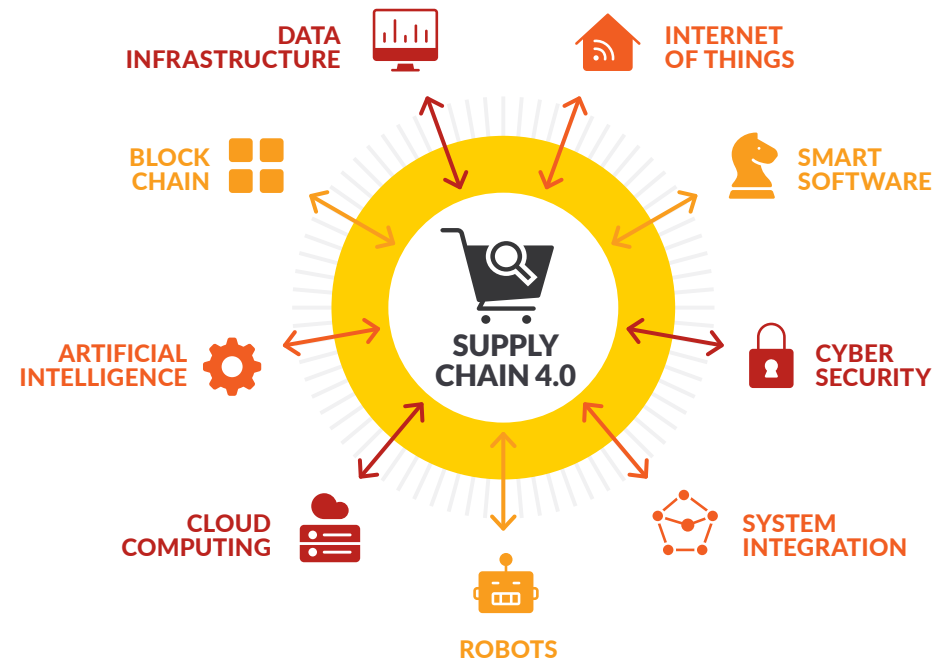 DATA
INFRASTRUCTURE
INTERNET
OF THINGS
BLOCK
CHAIN
SMART
SOFTWARE
SUPPLY
CHAIN 4.0
ARTIFICIAL
INTELLIGENCE
CYBER
SECURITY
CLOUD
COMPUTING
SYSTEM
INTEGRATION
ROBOTS